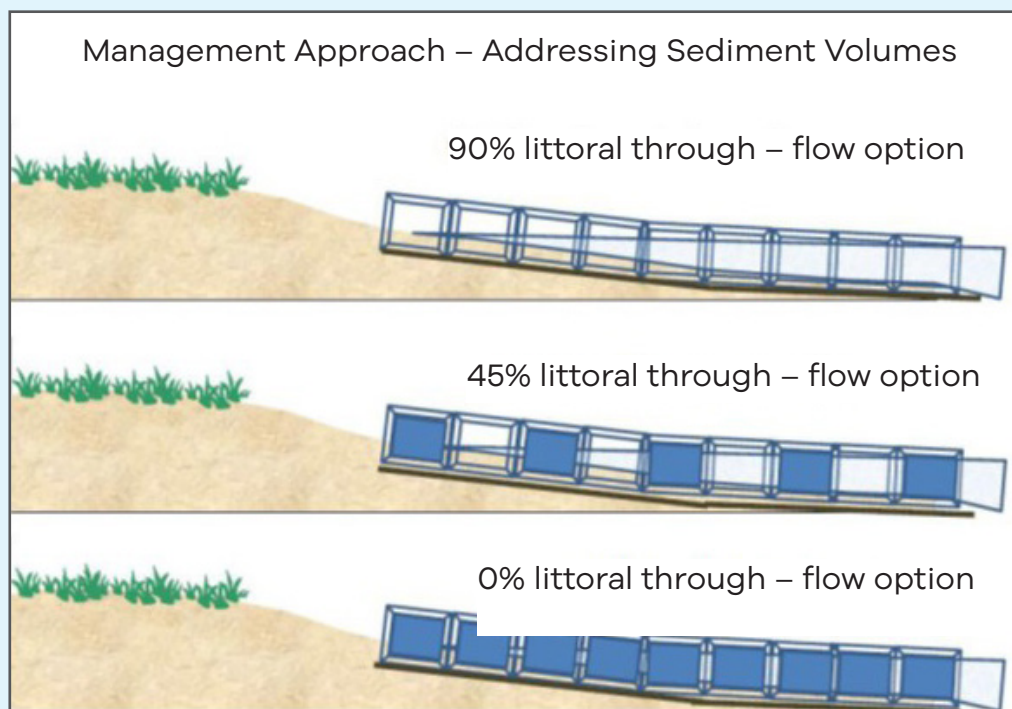 Management Approach – Addressing Sediment Volumes
90% littoral through – flow option
45% littoral through – flow option
0% littoral through – flow option